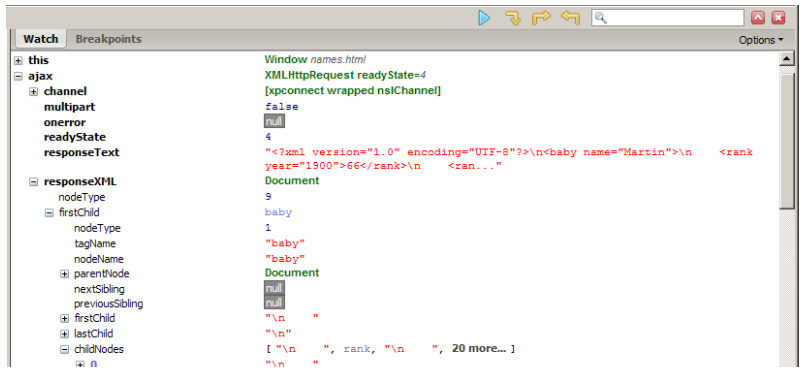 Watch Breakpoints Options
this Window names.html
ajax XMLHttpRequest readyState=4
channel [xpconnect wrapped nsIChannel]
multipart false
onerror null
readyState 4
responseText "<?xml version="1.0" encoding="UTF-8"?>\n<baby name="Martin">\n    <rank
year="1900">66</rank>\n    <ran..."
responseXML Document
nodeType 9
firstChild baby
nodeType 1
tagName "baby"
nodeName "baby"
parentNode Document
nextSibling null
previousSibling null
firstChild "\n    "
lastChild "\n"
childNodes [ "\n    ", rank, "\n    ", 20 more... ]
0 "\n    "